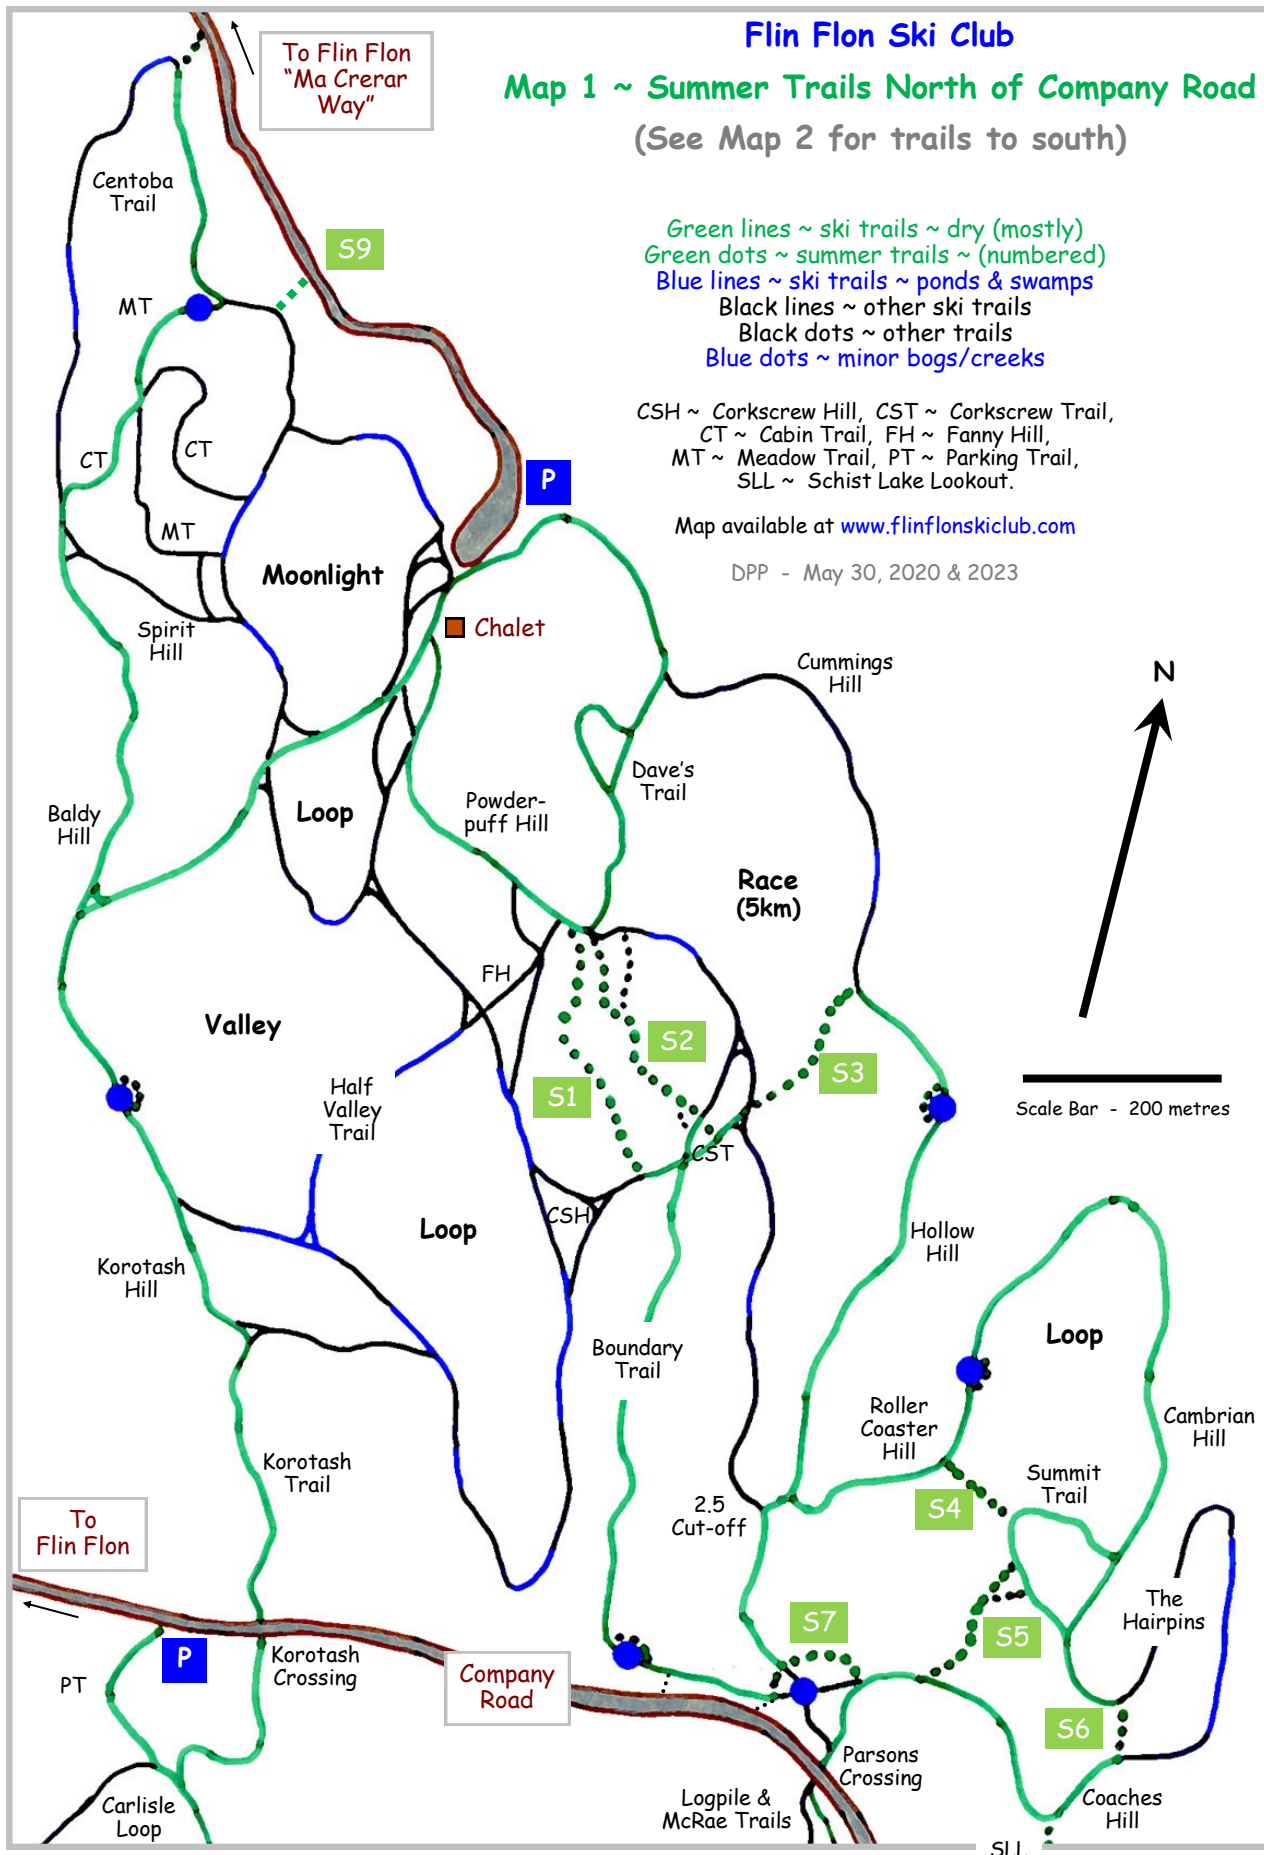 Flin Flon Ski Club
Map 1 ~ Summer Trails North of Company Road
(See Map 2 for trails to south)
To Flin Flon
“Ma Crerar
Way”
Green lines ~ ski trails ~ dry (mostly)
Green dots ~ summer trails ~ (numbered)
Blue lines ~ ski trails ~ ponds & swamps
Black lines ~ other ski trails
Black dots ~ other trails
Blue dots ~ minor bogs/creeks
CSH ~ Corkscrew Hill, CST ~ Corkscrew Trail,
CT ~ Cabin Trail, FH ~ Fanny Hill,
MT ~ Meadow Trail, PT ~ Parking Trail,
SLL ~ Schist Lake Lookout.
Map available at www.flinflonskiclub.com
DPP - May 30, 2020 & 2023
Centoba
Trail
S9
MT
CT
CT
P
MT
Moonlight
Chalet
Spirit
Hill
Cummings
Hill
N
Dave's
Trail
Baldy
Hill
Loop
Powder-
puff Hill
Race
(5km)
FH
Valley
S2
S3
S1
Half
Valley
Trail
Scale Bar - 200 metres
CST
CSH
Loop
Hollow
Hill
Korotash
Hill
Boundary
Trail
Loop
Roller
Coaster
Hill
Cambrian
Hill
Korotash
Trail
Summit
Trail
S4
2.5
Cut-off
To
Flin Flon
The
Hairpins
S7
S5
P
Korotash
Crossing
PT
Company
Road
S6
Parsons
Crossing
Logpile &
McRae Trails
Coaches
Hill
Carlisle
Loop
SLL